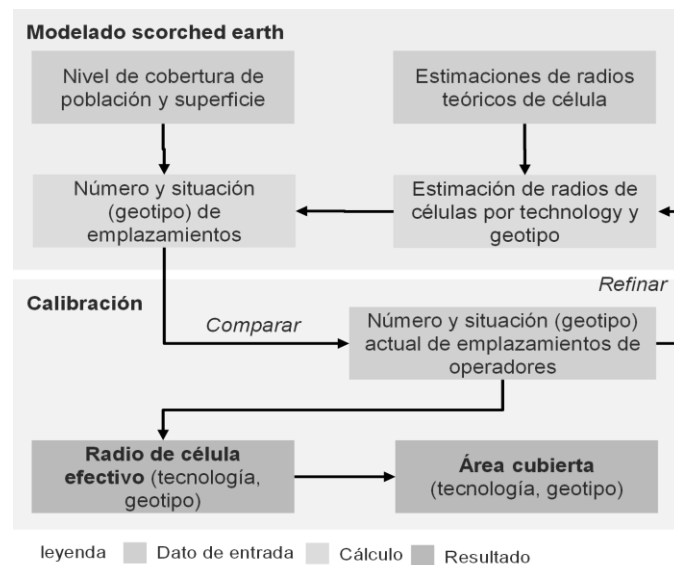 Modelado scorched earth
Nivel de cobertura de
población y superficie
Estimaciones de radios
teóricos de célula
Número y situación
(geotipo) de
emplazamientos
Estimación de radios de
células por technology y
geotipo
Refinar
Calibración
Comparar
Número y situación (geotipo)
actual de emplazamientos de
operadores
Radio de célula
efectivo (tecnología,
geotipo)
Área cubierta
(tecnología, geotipo)
leyenda Dato de entrada Cálculo Resultado